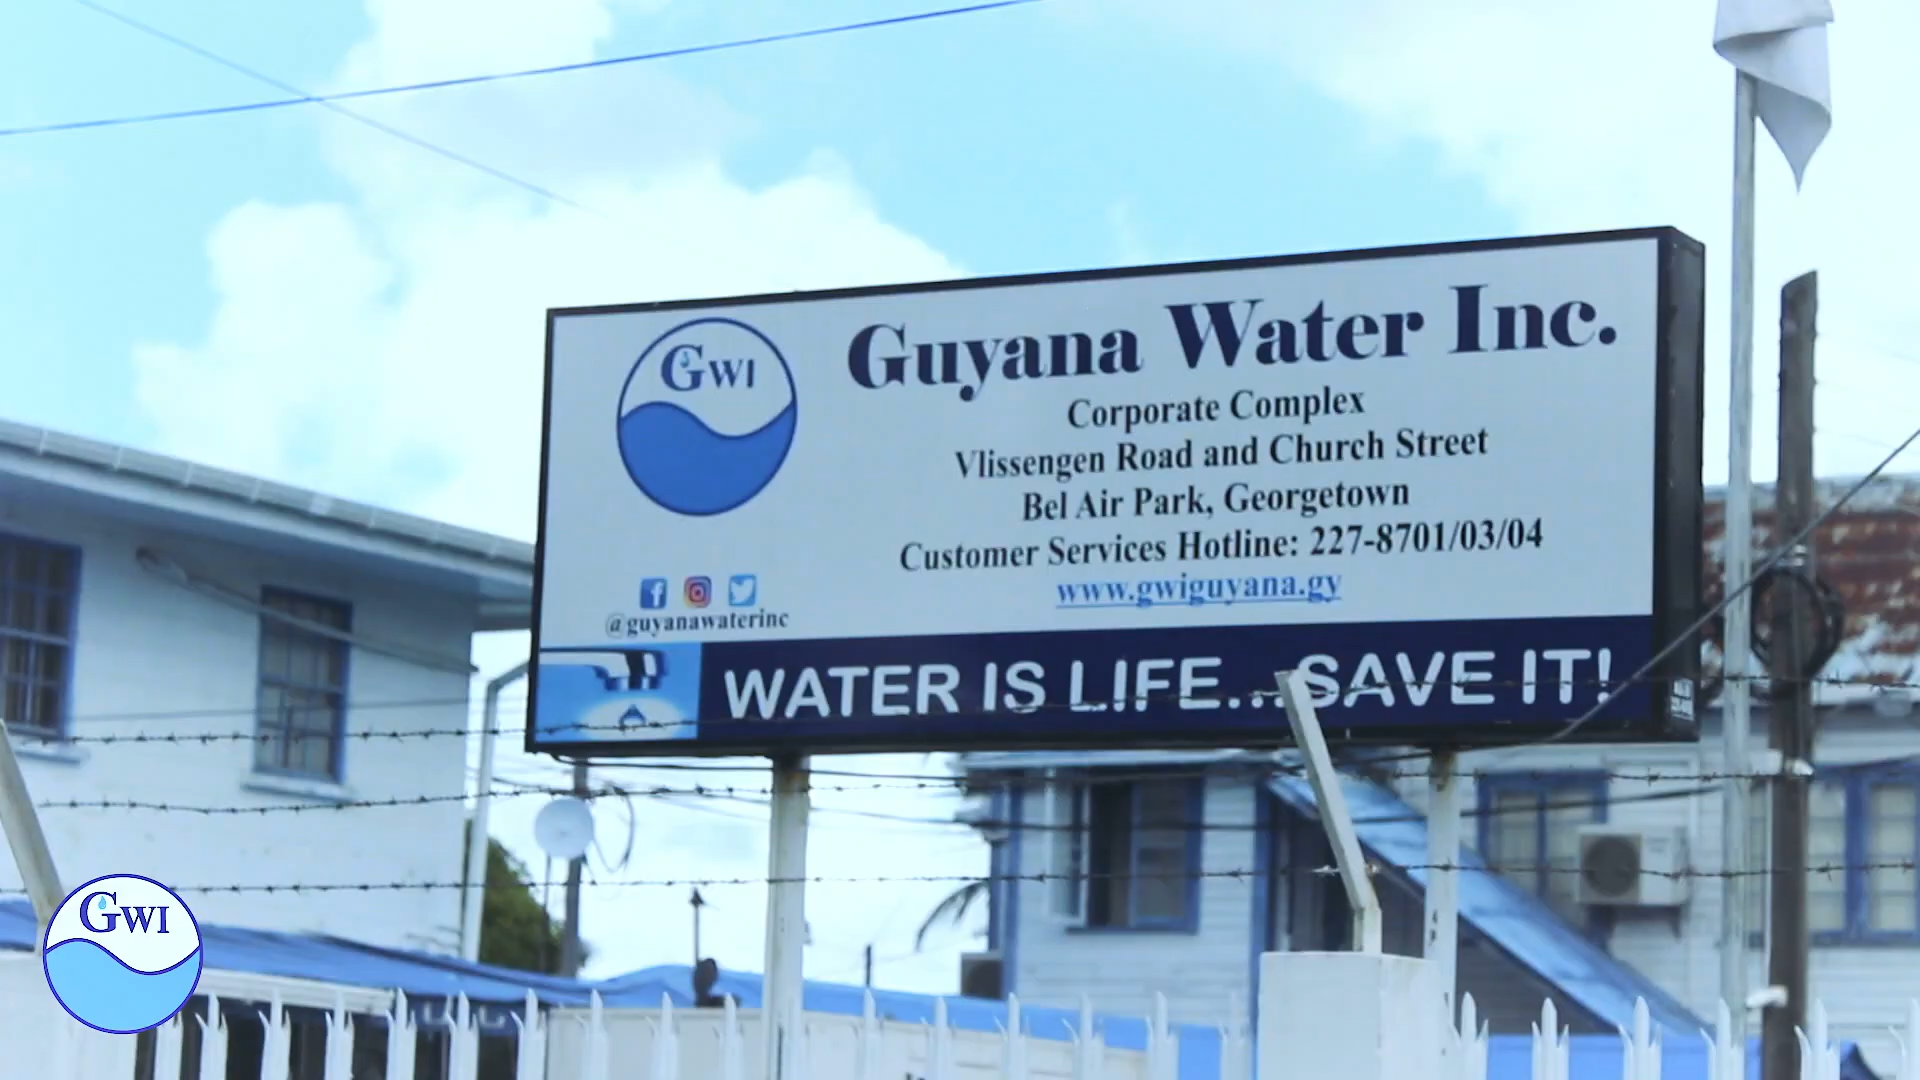 GWI
Guyana Water Inc.
Corporate Complex
Vlissengen Road and Church Street
Bel Air Park, Georgetown
Customer Services Hotline: 227-8701/03/04
www.gwiguyana.gy
@guyanawaterinc
WATER IS LIFE...SAVE IT!
GWI